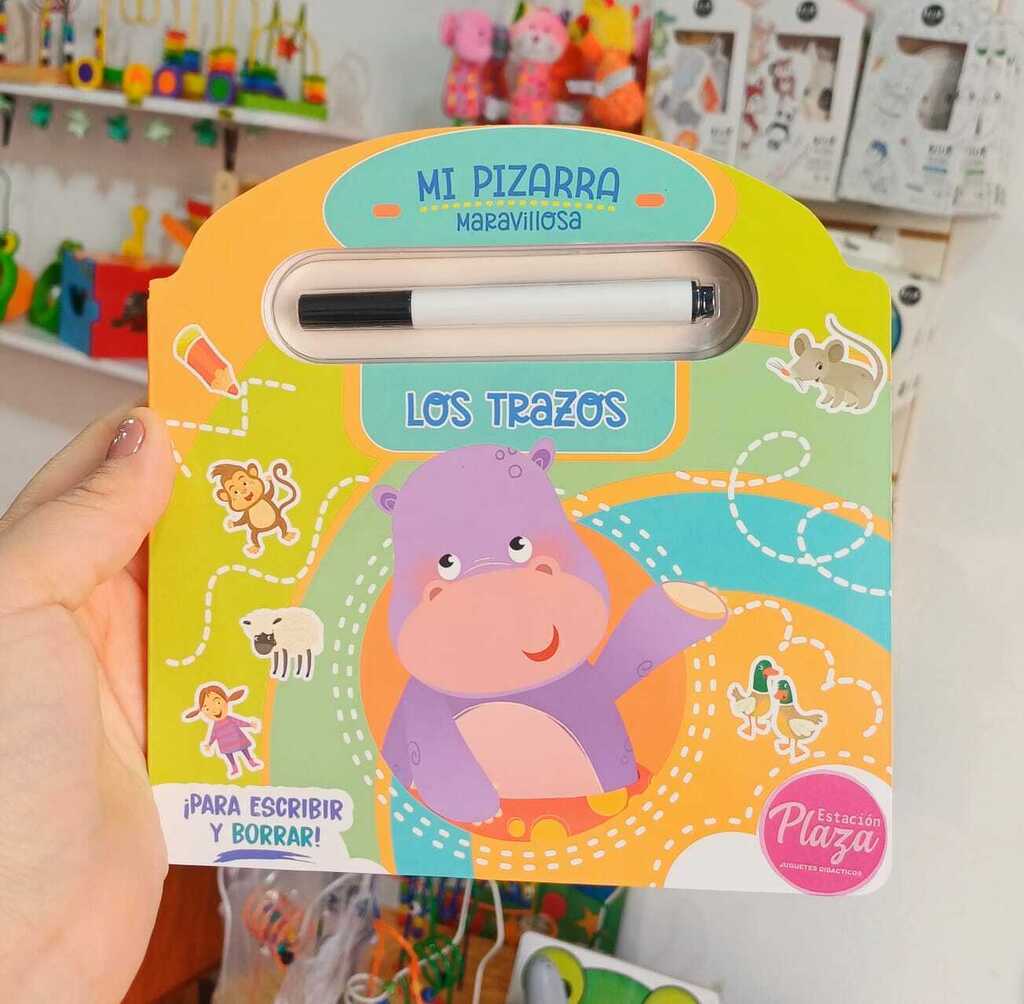 MI PIZARRA
MARAVILLOSA
LOS TRAZOS
¡PARA ESCRIBIR
Y BORRAR!
Estación
Plaza
JUGUETES DIDÁCTICOS